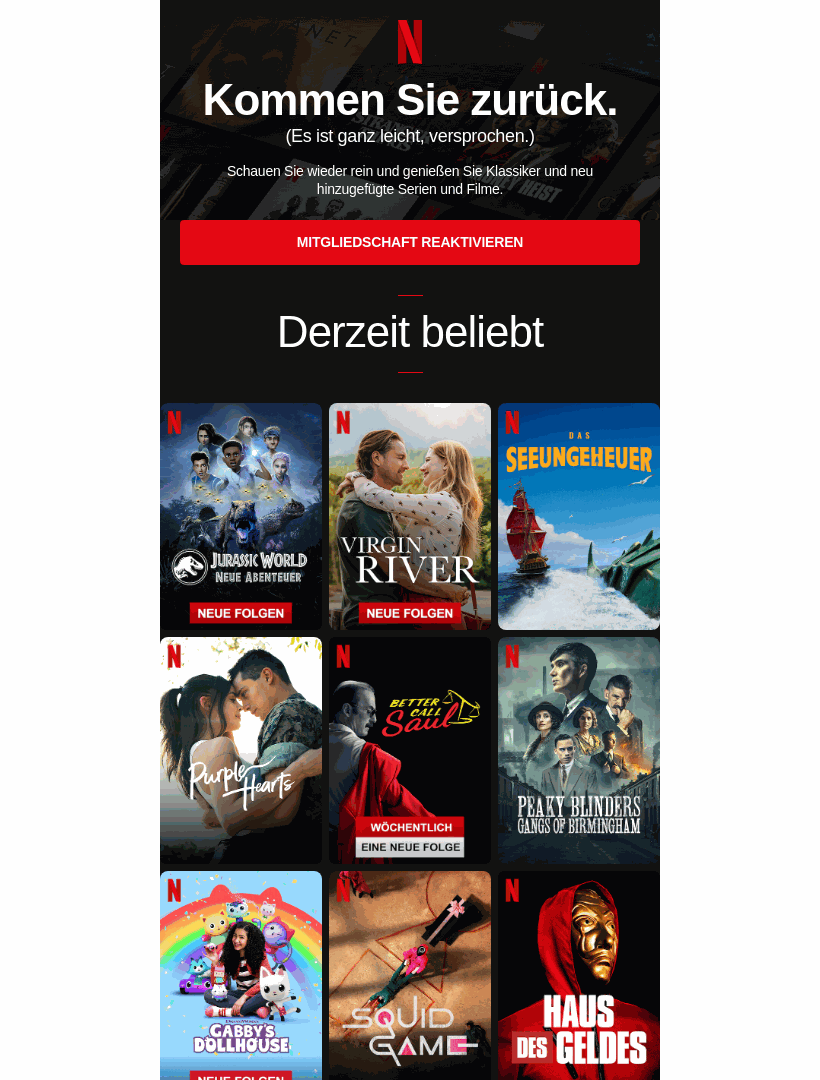 Kommen Sie zurück.
(Es ist ganz leicht, versprochen.)
Schauen Sie wieder rein und genießen Sie Klassiker und neu
hinzugefügte Serien und Filme.
MITGLIEDSCHAFT REAKTIVIEREN
Derzeit beliebt
JURASSIC WORLD
NEUE ABENTEUER
NEUE FOLGEN
VIRGIN
RIVER
NEUE FOLGEN
DAS
SEEUNGEHEUER
Purple
Hearts
BETTER
CALL
Saul
WÖCHENTLICH
EINE NEUE FOLGE
PEAKY BLINDERS
GANGS OF BIRMINGHAM
GABBY'S
DOLLHOUSE
NEUE FOLGEN
SQUID
GAME
HAUS
DES GELDES